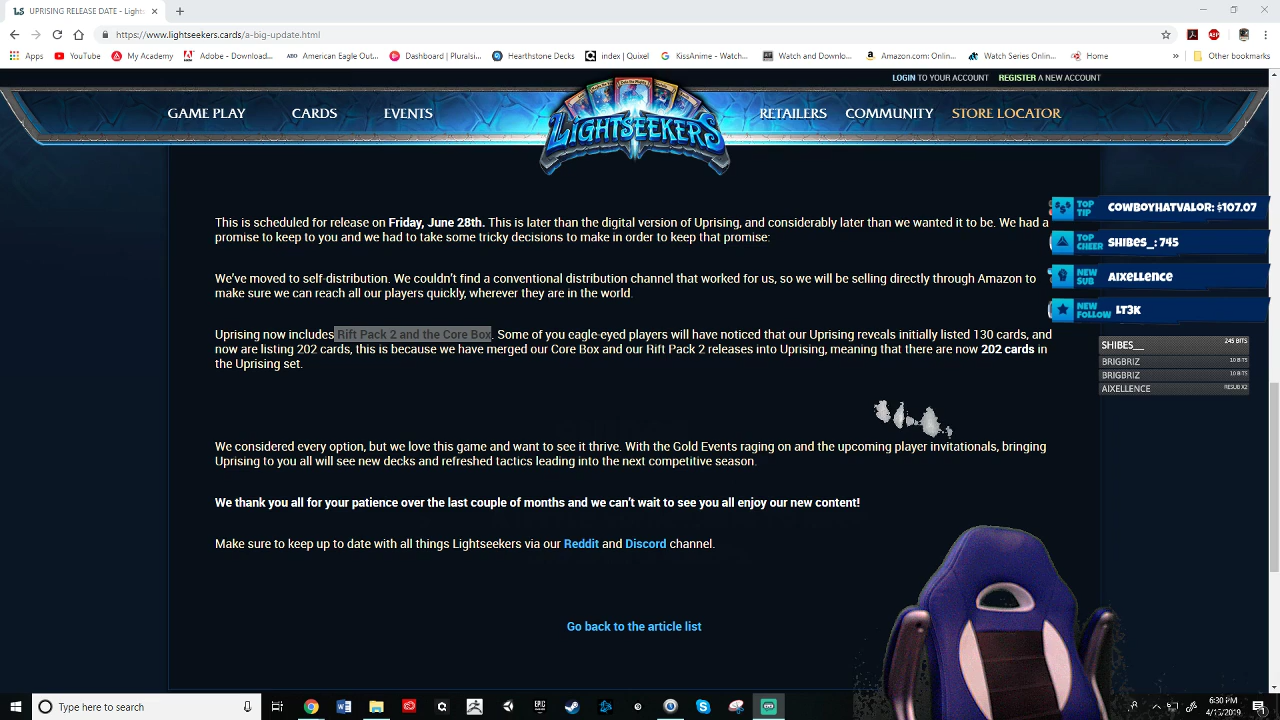 UPRISING RELEASE DATE - Lights
https://www.lightseekers.cards/a-big-update.html
Apps YouTube My Academy Adobe - Download... American Eagle Out... Dashboard | Pluralsi... Hearthstone Decks index | Quixel KissAnime - Watch... Watch and Downlo... Amazon.com: Onlin... Watch Series Onlin... Home » Other bookmarks
LOGIN TO YOUR ACCOUNT REGISTER A NEW ACCOUNT
GAME PLAY CARDS EVENTS LIGHTSEEKERS RETAILERS COMMUNITY STORE LOCATOR
This is scheduled for release on Friday, June 28th. This is later than the digital version of Uprising, and considerably later than we wanted it to be. We had a
promise to keep to you and we had to take some tricky decisions to make in order to keep that promise:
We've moved to self-distribution. We couldn't find a conventional distribution channel that worked for us, so we will be selling directly through Amazon to
make sure we can reach all our players quickly, wherever they are in the world.
Uprising now includes Rift Pack 2 and the Core Box. Some of you eagle-eyed players will have noticed that our Uprising reveals initially listed 130 cards, and
now are listing 202 cards, this is because we have merged our Core Box and our Rift Pack 2 releases into Uprising, meaning that there are now 202 cards in
the Uprising set.
We considered every option, but we love this game and want to see it thrive. With the Gold Events raging on and the upcoming player invitationals, bringing
Uprising to you all will see new decks and refreshed tactics leading into the next competitive season.
We thank you all for your patience over the last couple of months and we can't wait to see you all enjoy our new content!
Make sure to keep up to date with all things Lightseekers via our Reddit and Discord channel.
Go back to the article list
TOP TIP COWBOYHATVALOR: $107.07
TOP CHEER SHIBES_: 745
NEW SUB AIXELLENCE
NEW FOLLOW LT3K
SHIBES__ 245 BITS
BRIGBRIZ 10 BITS
BRIGBRIZ 10 BITS
AIXELLENCE RESUB X2
Type here to search
EPIC
6:30 PM